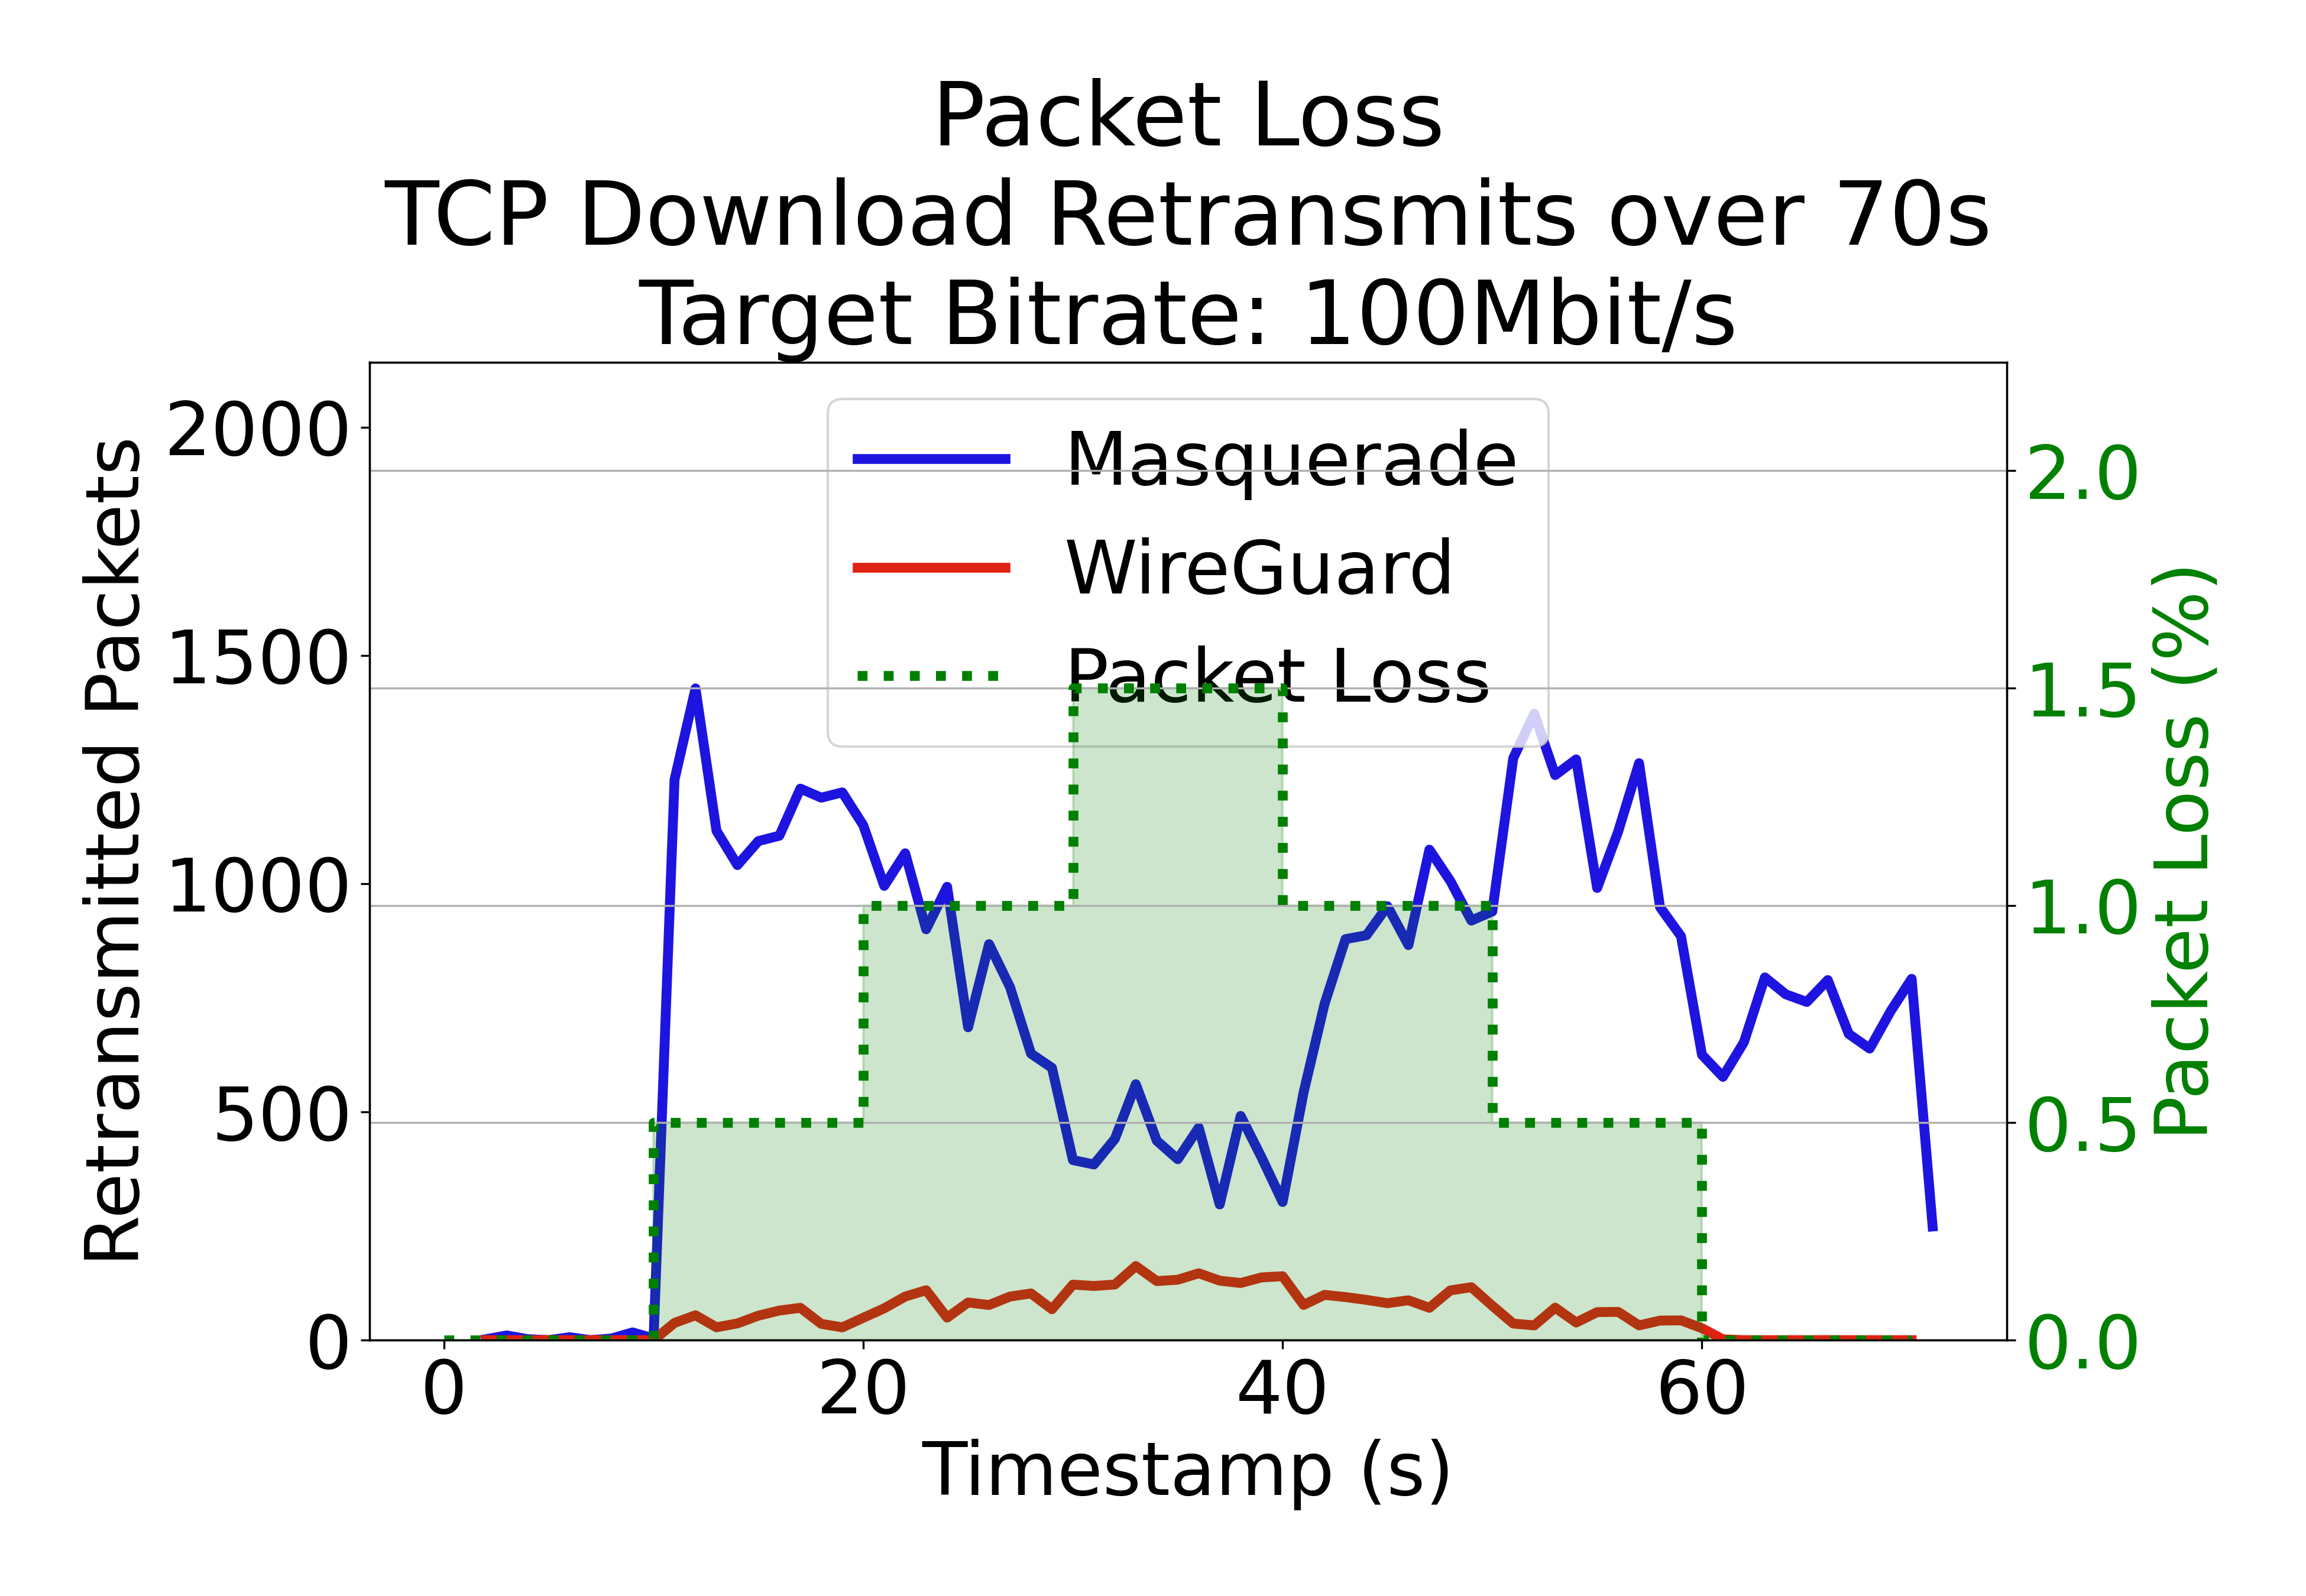 Packet Loss
TCP Download Retransmits over 70s
Target Bitrate: 100Mbit/s
Retransmitted Packets
2000
1500
1000
500
0
Masquerade
WireGuard
Packet Loss
2.0
1.5
1.0
0.5
0.0
Packet Loss (%)
0
20
40
60
Timestamp (s)